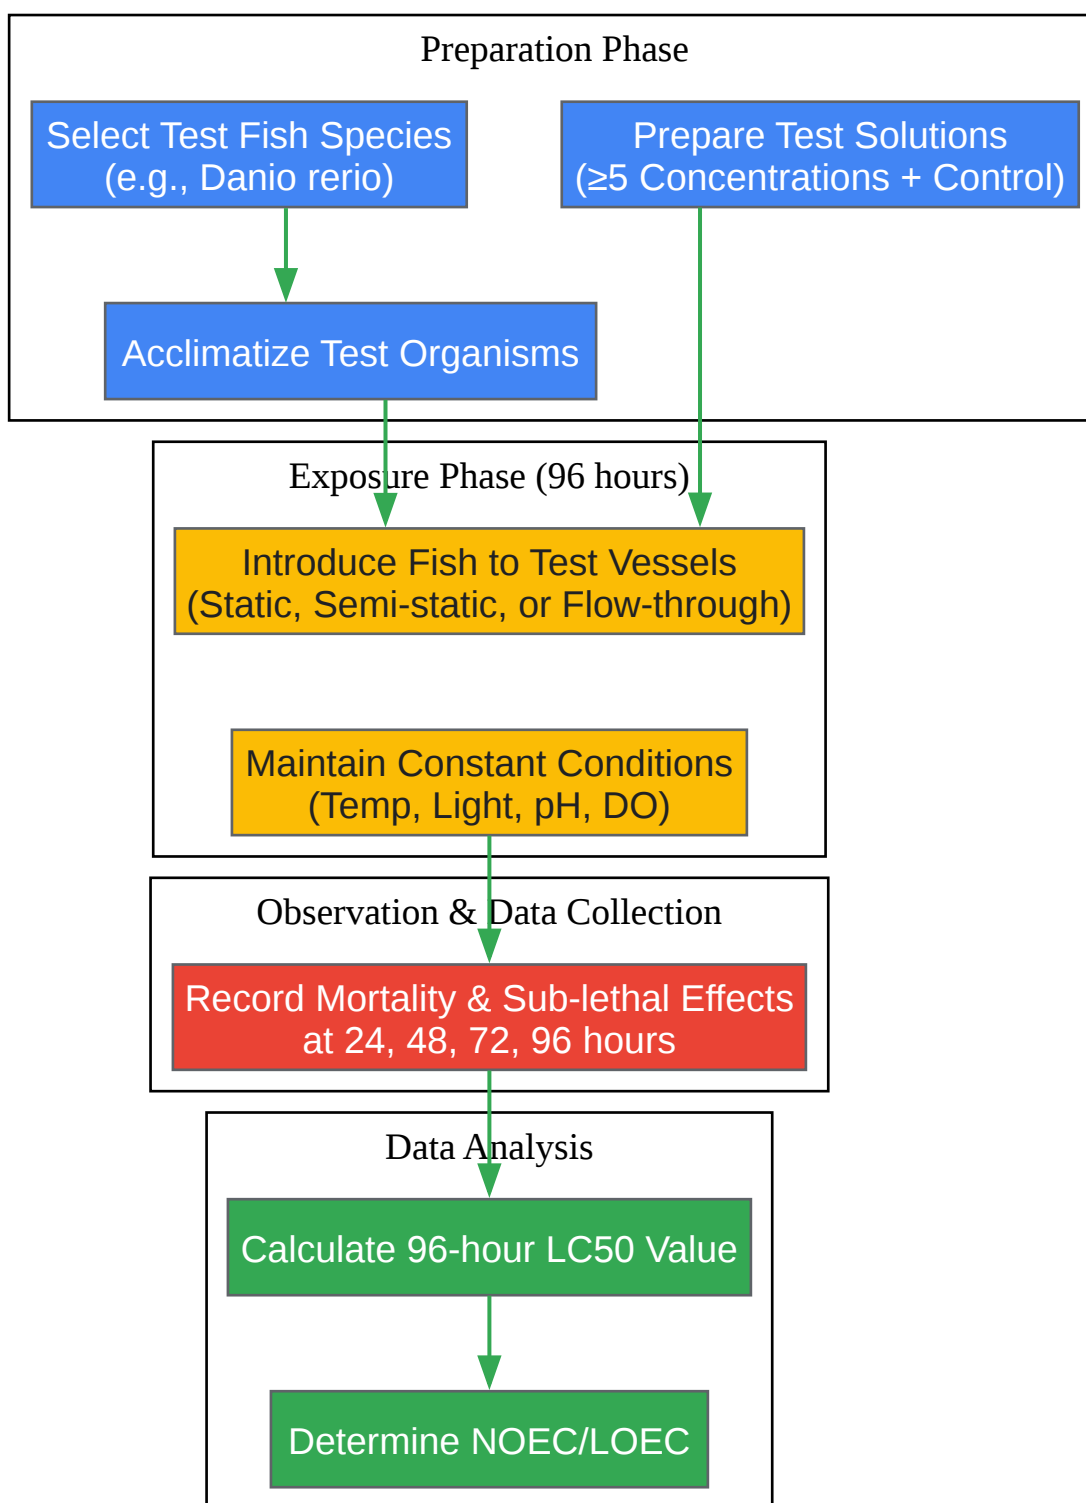 Preparation Phase
Select Test Fish Species
(e.g., Danio rerio)
Prepare Test Solutions
(≥5 Concentrations + Control)
Acclimatize Test Organisms
Exposure Phase (96 hours)
Introduce Fish to Test Vessels
(Static, Semi-static, or Flow-through)
Maintain Constant Conditions
(Temp, Light, pH, DO)
Observation & Data Collection
Record Mortality & Sub-lethal Effects
at 24, 48, 72, 96 hours
Data Analysis
Calculate 96-hour LC50 Value
Determine NOEC/LOEC